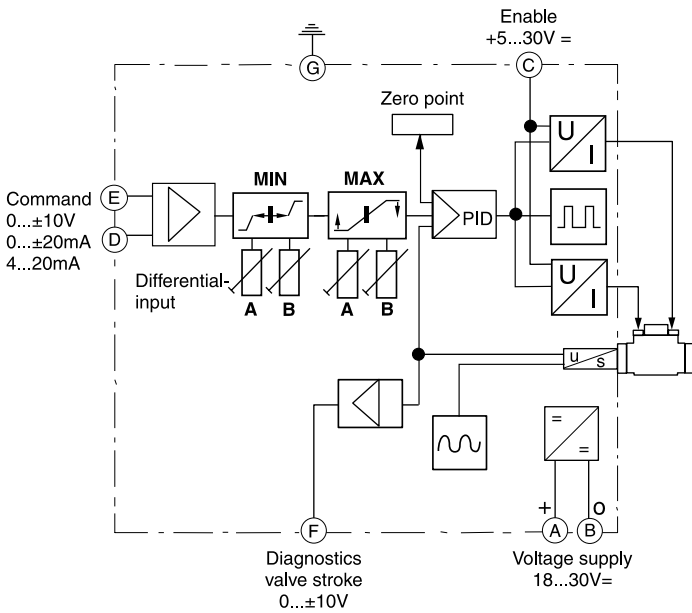 Enable
+5...30V =
G
C
Zero point
MIN
MAX
U
I
Command
0...±10V
0...±20mA
4...20mA
E
D
PID
Differential-
input
A B
A B
U
I
u
s
=
=
+
o
F
A
B
Diagnostics
valve stroke
0...±10V
Voltage supply
18...30V=